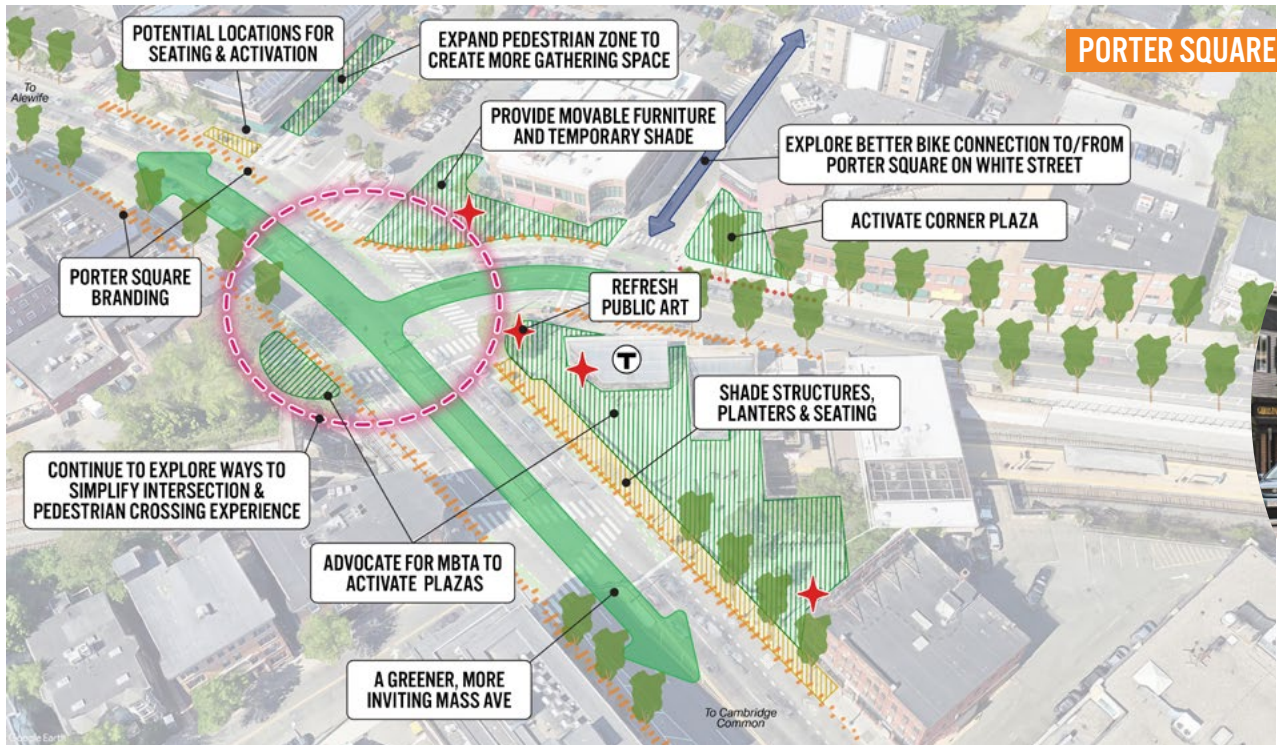 PORTER SQUARE
POTENTIAL LOCATIONS FOR
SEATING & ACTIVATION
EXPAND PEDESTRIAN ZONE TO
CREATE MORE GATHERING SPACE
To
Alewife
PROVIDE MOVABLE FURNITURE
AND TEMPORARY SHADE
EXPLORE BETTER BIKE CONNECTION TO/FROM
PORTER SQUARE ON WHITE STREET
ACTIVATE CORNER PLAZA
PORTER SQUARE
BRANDING
REFRESH
PUBLIC ART
T
SHADE STRUCTURES,
PLANTERS & SEATING
CONTINUE TO EXPLORE WAYS TO
SIMPLIFY INTERSECTION &
PEDESTRIAN CROSSING EXPERIENCE
ADVOCATE FOR MBTA TO
ACTIVATE PLAZAS
A GREENER, MORE
INVITING MASS AVE
To Cambridge
Common
Google Earth